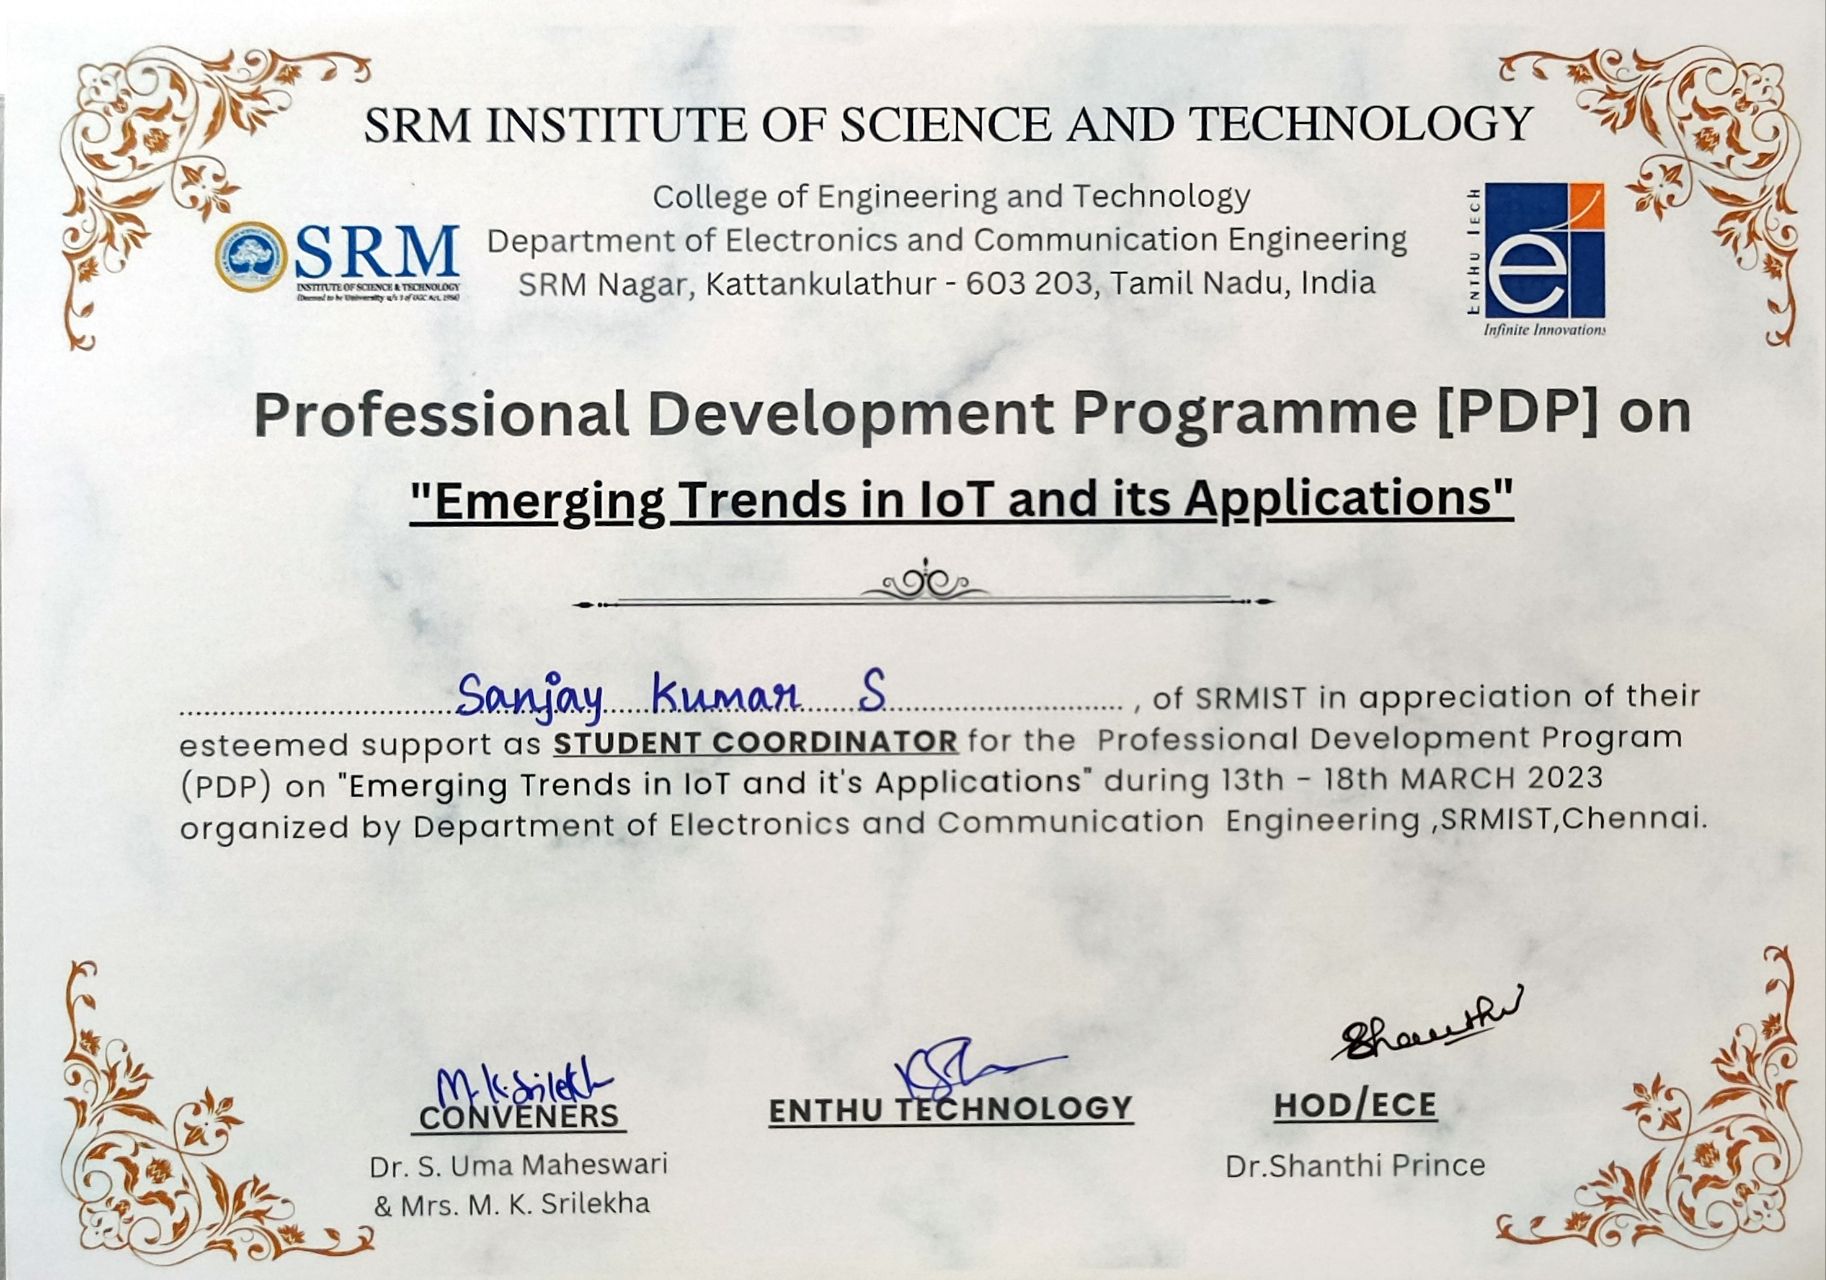 SRM INSTITUTE OF SCIENCE AND TECHNOLOGY
College of Engineering and Technology
Department of Electronics and Communication Engineering
SRM Nagar, Kattankulathur - 603 203, Tamil Nadu, India
SRM
INSTITUTE OF SCIENCE & TECHNOLOGY
(Deemed to be University u/s 3 of UGC Act, 1956)
ENTHU TECH
e
Infinite Innovations
Professional Development Programme [PDP] on
"Emerging Trends in IoT and its Applications"
Sanjay Kumar S , of SRMIST in appreciation of their
esteemed support as STUDENT COORDINATOR for the Professional Development Program
(PDP) on "Emerging Trends in IoT and it's Applications" during 13th - 18th MARCH 2023
organized by Department of Electronics and Communication Engineering ,SRMIST,Chennai.
M.K.Srilekh
Shanthi
CONVENERS
ENTHU TECHNOLOGY
HOD/ECE
Dr. S. Uma Maheswari
& Mrs. M. K. Srilekha
Dr.Shanthi Prince